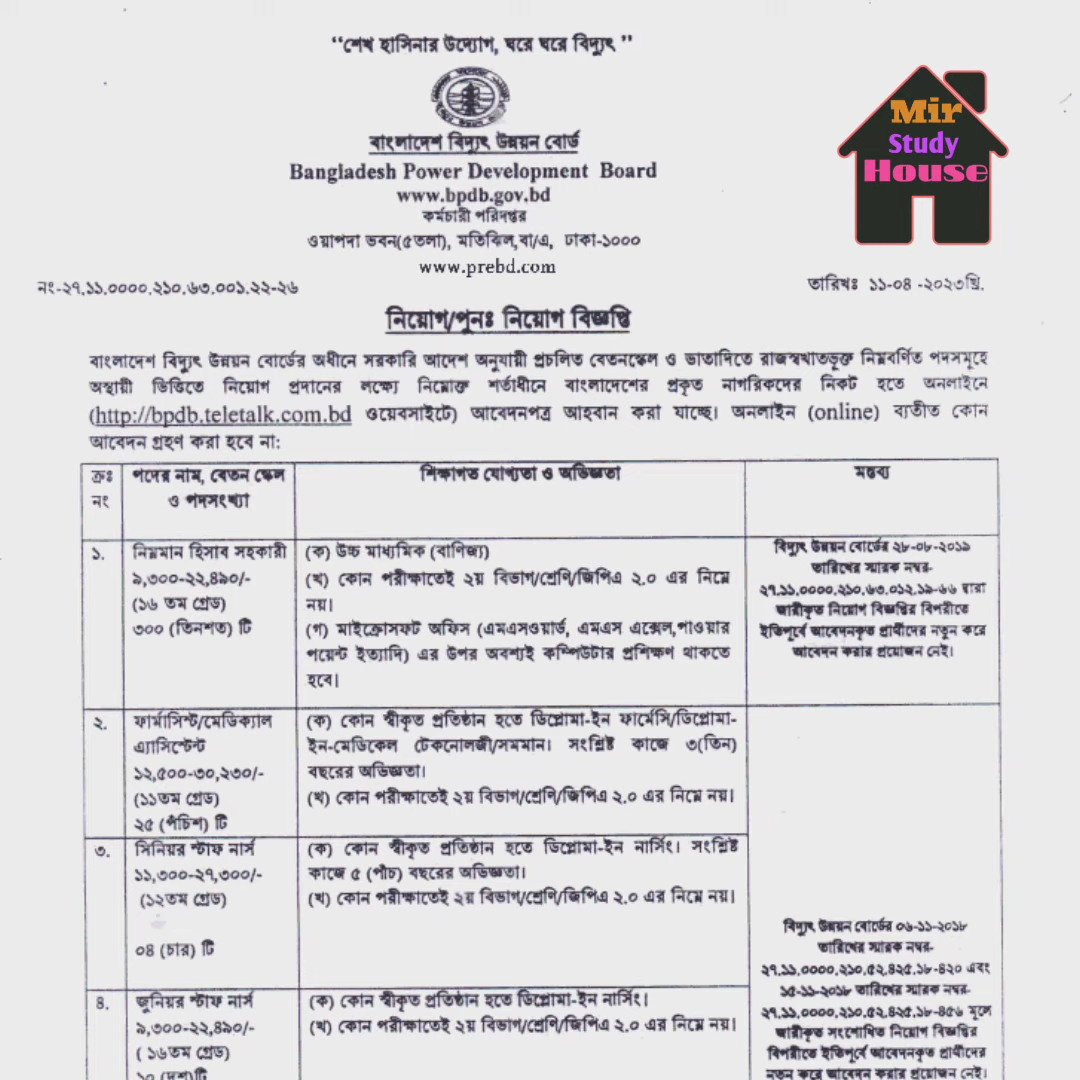 “শেখ হাসিনার উদ্যোগ, ঘরে ঘরে বিদ্যুৎ”
Mir
Study
House
বাংলাদেশ বিদ্যুৎ উন্নয়ন বোর্ড
Bangladesh Power Development Board
www.bpdb.gov.bd
কর্মচারী পরিদপ্তর
ওয়াপদা ভবন(৫তলা), মতিঝিল,বা/এ, ঢাকা-১০০০
www.prebd.com
নং-২৭.১১.০০০০.২১০.৬৩.০০১.২২-২৬
তারিখঃ ১১-০৪ -২০২৩খ্রি.
নিয়োগ/পুনঃ নিয়োগ বিজ্ঞপ্তি
বাংলাদেশ বিদ্যুৎ উন্নয়ন বোর্ডের অধীনে সরকারি আদেশ অনুযায়ী প্রচলিত বেতনস্কেল ও ভাতাদিতে রাজস্বখাতভূক্ত নিম্নবর্ণিত পদসমূহে
অস্থায়ী ভিত্তিতে নিয়োগ প্রদানের লক্ষ্যে নিম্নোক্ত শর্তাধীনে বাংলাদেশের প্রকৃত নাগরিকদের নিকট হতে অনলাইনে
(http://bpdb.teletalk.com.bd ওয়েবসাইটে) আবেদনপত্র আহবান করা যাচ্ছে। অনলাইন (online) ব্যতীত কোন
আবেদন গ্রহণ করা হবে না:
ক্রঃ
নং
পদের নাম, বেতন স্কেল
ও পদসংখ্যা
শিক্ষাগত যোগ্যতা ও অভিজ্ঞতা
মন্তব্য
১.
নিম্নমান হিসাব সহকারী
৯,৩০০-২২,৪৯০/-
(১৬ তম গ্রেড)
৩০০ (তিনশত) টি
(ক) উচ্চ মাধ্যমিক (বাণিজ্য)
(খ) কোন পরীক্ষাতেই ২য় বিভাগ/শ্রেণি/জিপিএ ২.০ এর নিম্নে
নয়।
(গ) মাইক্রোসফট অফিস (এমএসওয়ার্ড, এমএস এক্সেল,পাওয়ার
পয়েন্ট ইত্যাদি) এর উপর অবশ্যই কম্পিউটার প্রশিক্ষণ থাকতে
হবে।
বিদ্যুৎ উন্নয়ন বোর্ডের ২৮-০৮-২০১৯
তারিখের স্মারক নম্বর-
২৭.১১.০০০০.২১০.৬৩.০১২.১৯-৬৬ দ্বারা
জারীকৃত নিয়োগ বিজ্ঞপ্তির বিপরীতে
ইতিপূর্বে আবেদনকৃত প্রার্থীদের নতুন করে
আবেদন করার প্রয়োজন নেই।
২.
ফার্মাসিস্ট/মেডিক্যাল
এ্যাসিস্টেন্ট
১২,৫০০-৩০,২৩০/-
(১১তম গ্রেড)
২৫ (পঁচিশ) টি
(ক) কোন স্বীকৃত প্রতিষ্ঠান হতে ডিপ্লোমা-ইন ফার্মেসি/ডিপ্লোমা-
ইন-মেডিকেল টেকনোলজী/সমমান। সংশ্লিষ্ট কাজে ৩(তিন)
বছরের অভিজ্ঞতা।
(খ) কোন পরীক্ষাতেই ২য় বিভাগ/শ্রেণি/জিপিএ ২.০ এর নিম্নে নয়।
৩.
সিনিয়র স্টাফ নার্স
১১,৩০০-২৭,৩০০/-
(১২তম গ্রেড)
০৪ (চার) টি
(ক) কোন স্বীকৃত প্রতিষ্ঠান হতে ডিপ্লোমা-ইন নার্সিং। সংশ্লিষ্ট
কাজে ৫ (পাঁচ) বছরের অভিজ্ঞতা।
(খ) কোন পরীক্ষাতেই ২য় বিভাগ/শ্রেণি/জিপিএ ২.০ এর নিম্নে নয়।
৪.
জুনিয়র স্টাফ নার্স
৯,৩০০-২২,৪৯০/-
( ১৬তম গ্রেড)
১০ (দশ)টি
(ক) কোন স্বীকৃত প্রতিষ্ঠান হতে ডিপ্লোমা-ইন নার্সিং।
(খ) কোন পরীক্ষাতেই ২য় বিভাগ/শ্রেণি/জিপিএ ২.০ এর নিম্নে নয়।
বিদ্যুৎ উন্নয়ন বোর্ডের ০৬-১১-২০১৮
তারিখের স্মারক নম্বর-
২৭.১১.০০০০.২১০.৫২.৪২৫.১৮-৪২০ এবং
১৫-১১-২০১৮ তারিখের স্মারক নম্বর-
২৭.১১.০০০০.২১০.৫২.৪২৫.১৮-৪৫৬ মূলে
জারীকৃত সংশোধিত নিয়োগ বিজ্ঞপ্তির
বিপরীতে ইতিপূর্বে আবেদনকৃত প্রার্থীদের
নতুন করে আবেদন করার প্রয়োজন নেই।